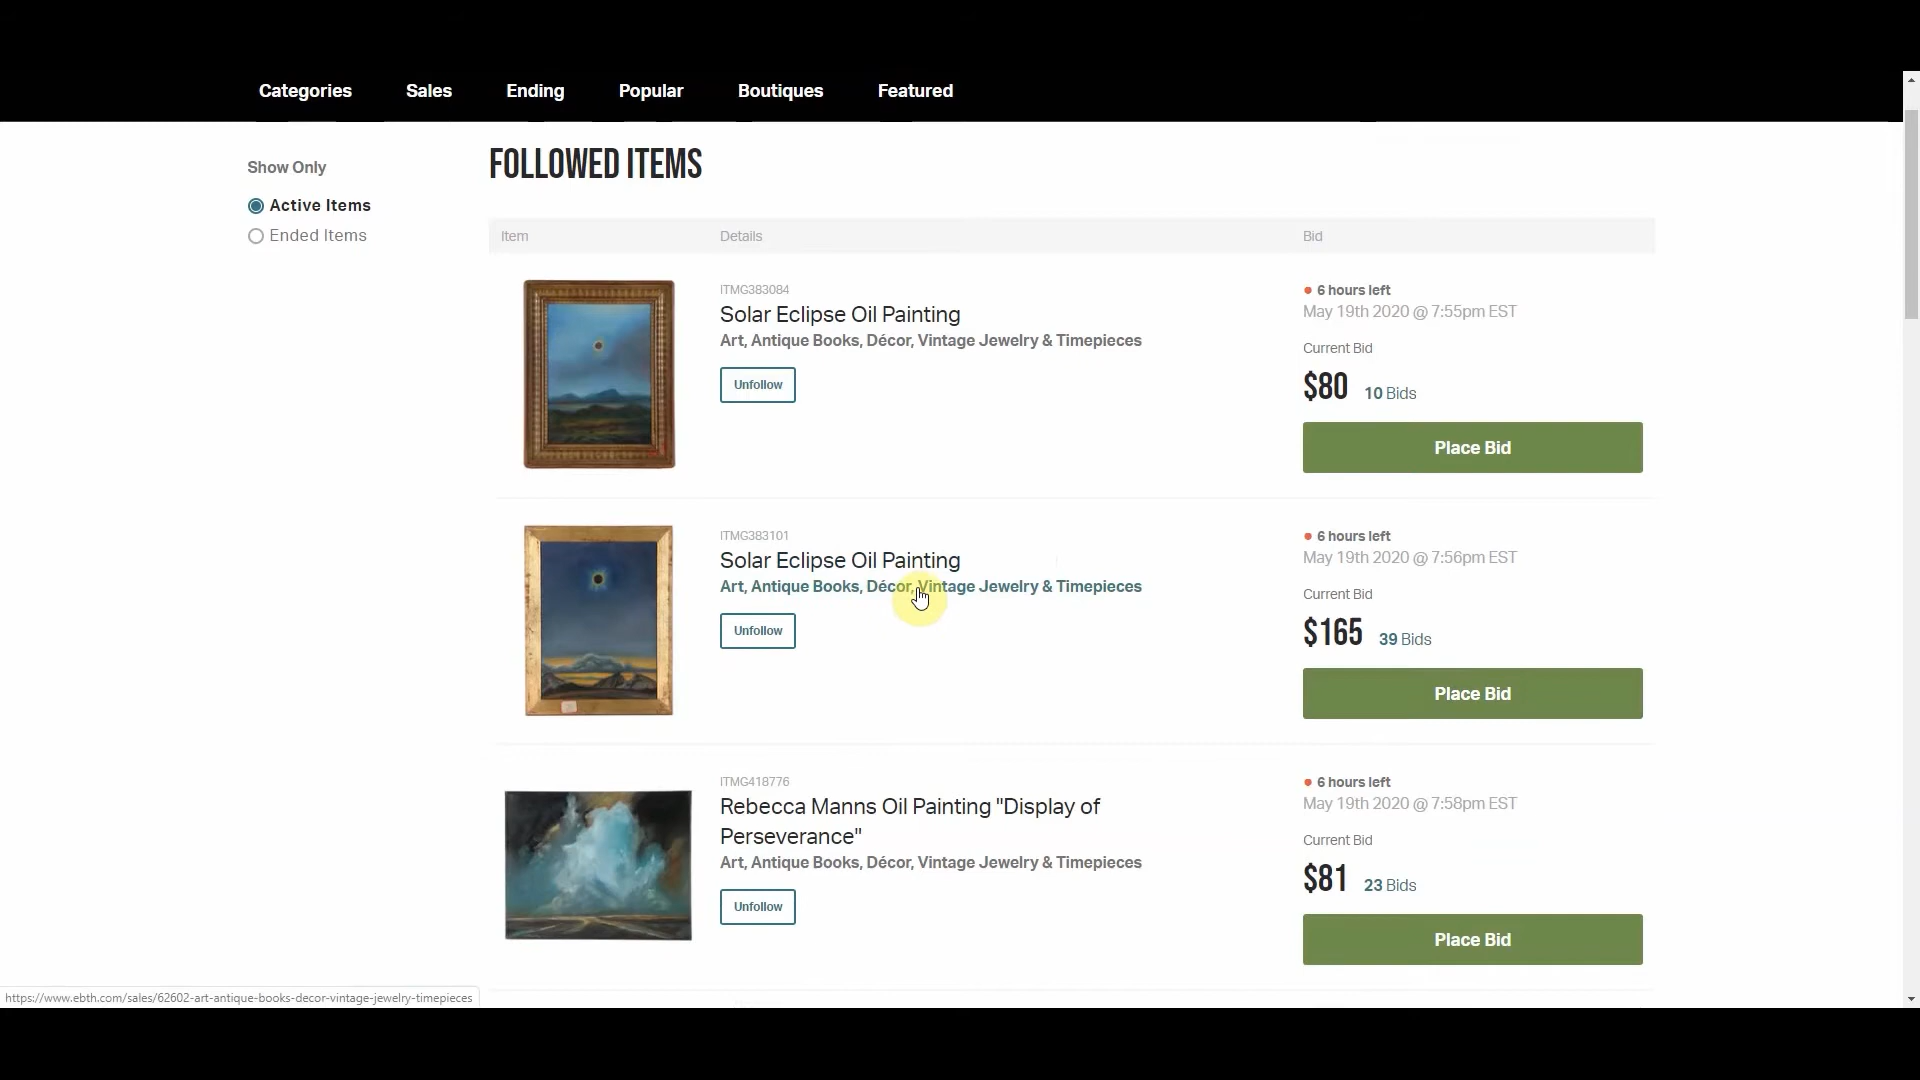 Categories Sales Ending Popular Boutiques Featured
Show Only
Active Items
Ended Items
FOLLOWED ITEMS
Item Details Bid
ITMG383084
Solar Eclipse Oil Painting
Art, Antique Books, Décor, Vintage Jewelry & Timepieces
Unfollow
6 hours left
May 19th 2020 @ 7:55pm EST
Current Bid
$80 10 Bids
Place Bid
ITMG383101
Solar Eclipse Oil Painting
Art, Antique Books, Décor, Vintage Jewelry & Timepieces
Unfollow
6 hours left
May 19th 2020 @ 7:56pm EST
Current Bid
$165 39 Bids
Place Bid
ITMG418776
Rebecca Manns Oil Painting "Display of
Perseverance"
Art, Antique Books, Décor, Vintage Jewelry & Timepieces
Unfollow
6 hours left
May 19th 2020 @ 7:58pm EST
Current Bid
$81 23 Bids
Place Bid
https://www.ebth.com/sales/62602-art-antique-books-decor-vintage-jewelry-timepieces